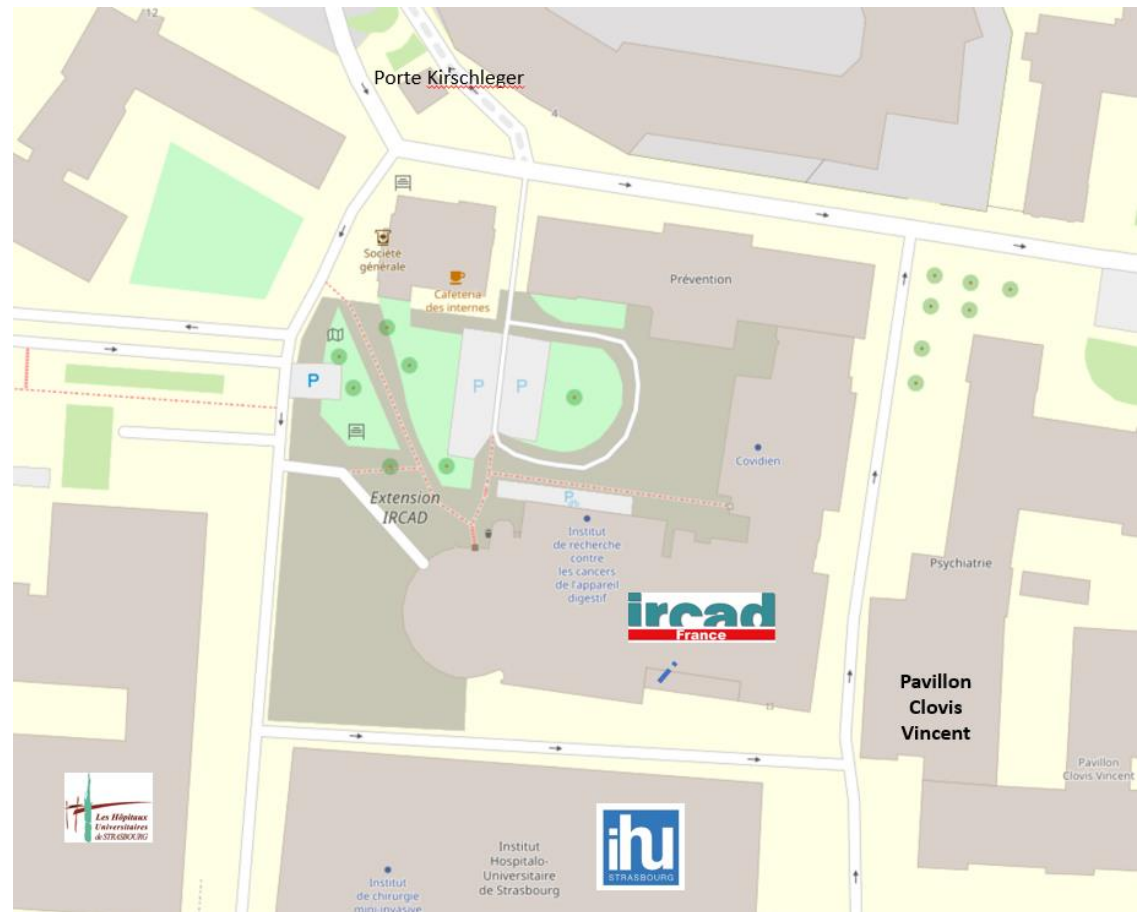 12
Porte Kirschleger
4
Société
générale
Cafeteria
des internes
Prévention
P
P
P
Covidien
Extension
IRCAD
P
Institut
de recherche
contre
les cancers
de l'appareil
digestif
ircad
France
Psychiatrie
Pavillon
Clovis
Vincent
Pavillon
Clovis Vincent
Les Hôpitaux
Universitaires
de STRASBOURG
ihu
STRASBOURG
Institut
Hospitalo-
Universitaire
de Strasbourg
Institut
de chirurgie
mini-invasive